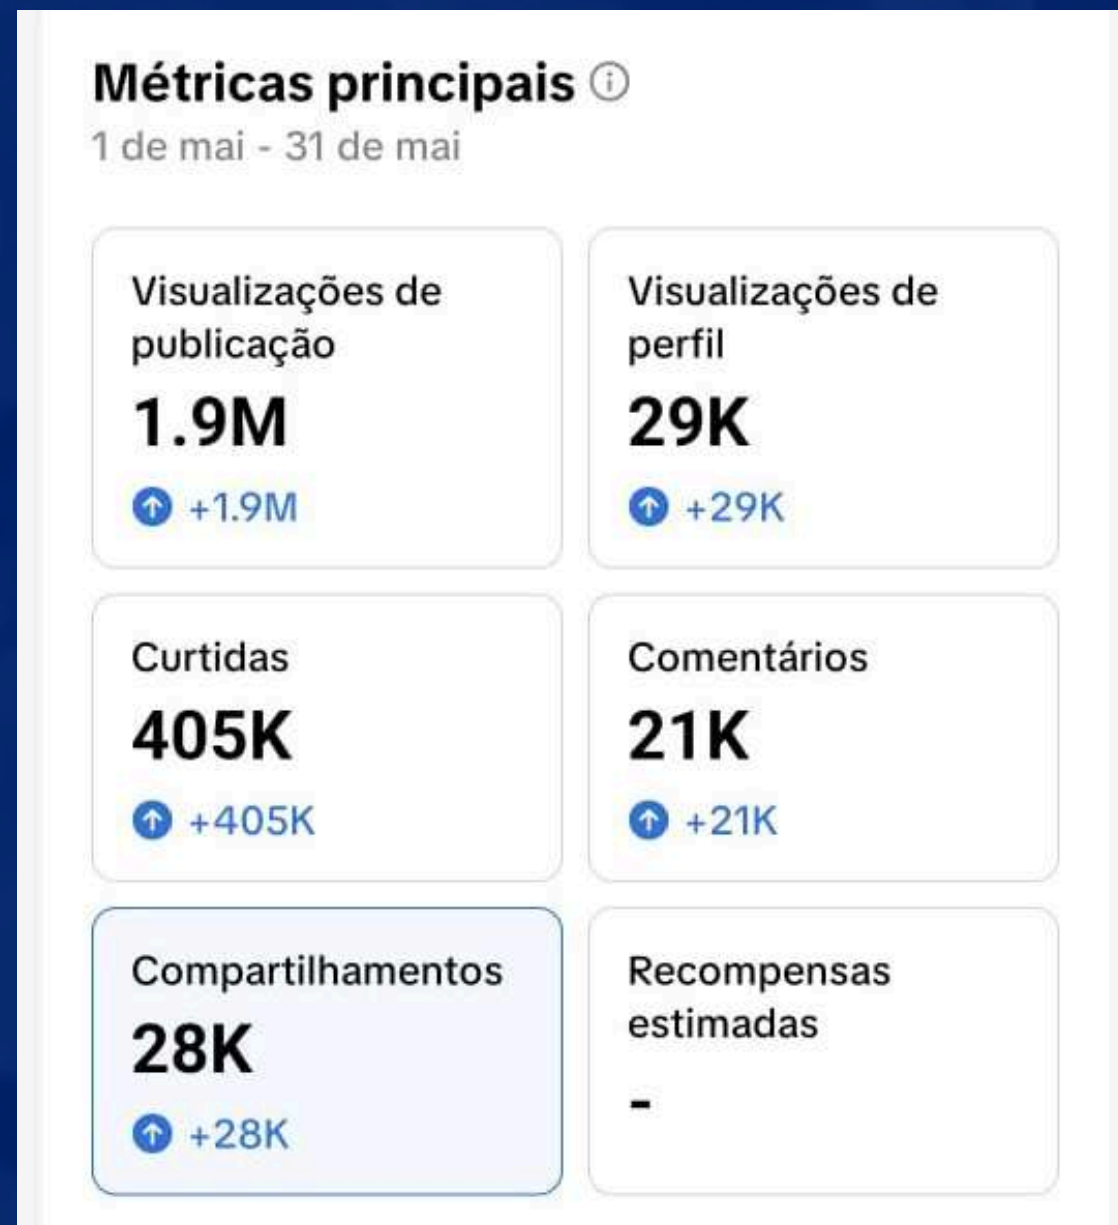 Métricas principais
1 de mai - 31 de mai
Visualizações de
publicação
1.9M
+1.9M
Visualizações de
perfil
29K
+29K
Curtidas
405K
+405K
Comentários
21K
+21K
Compartilhamentos
28K
+28K
Recompensas
estimadas
-